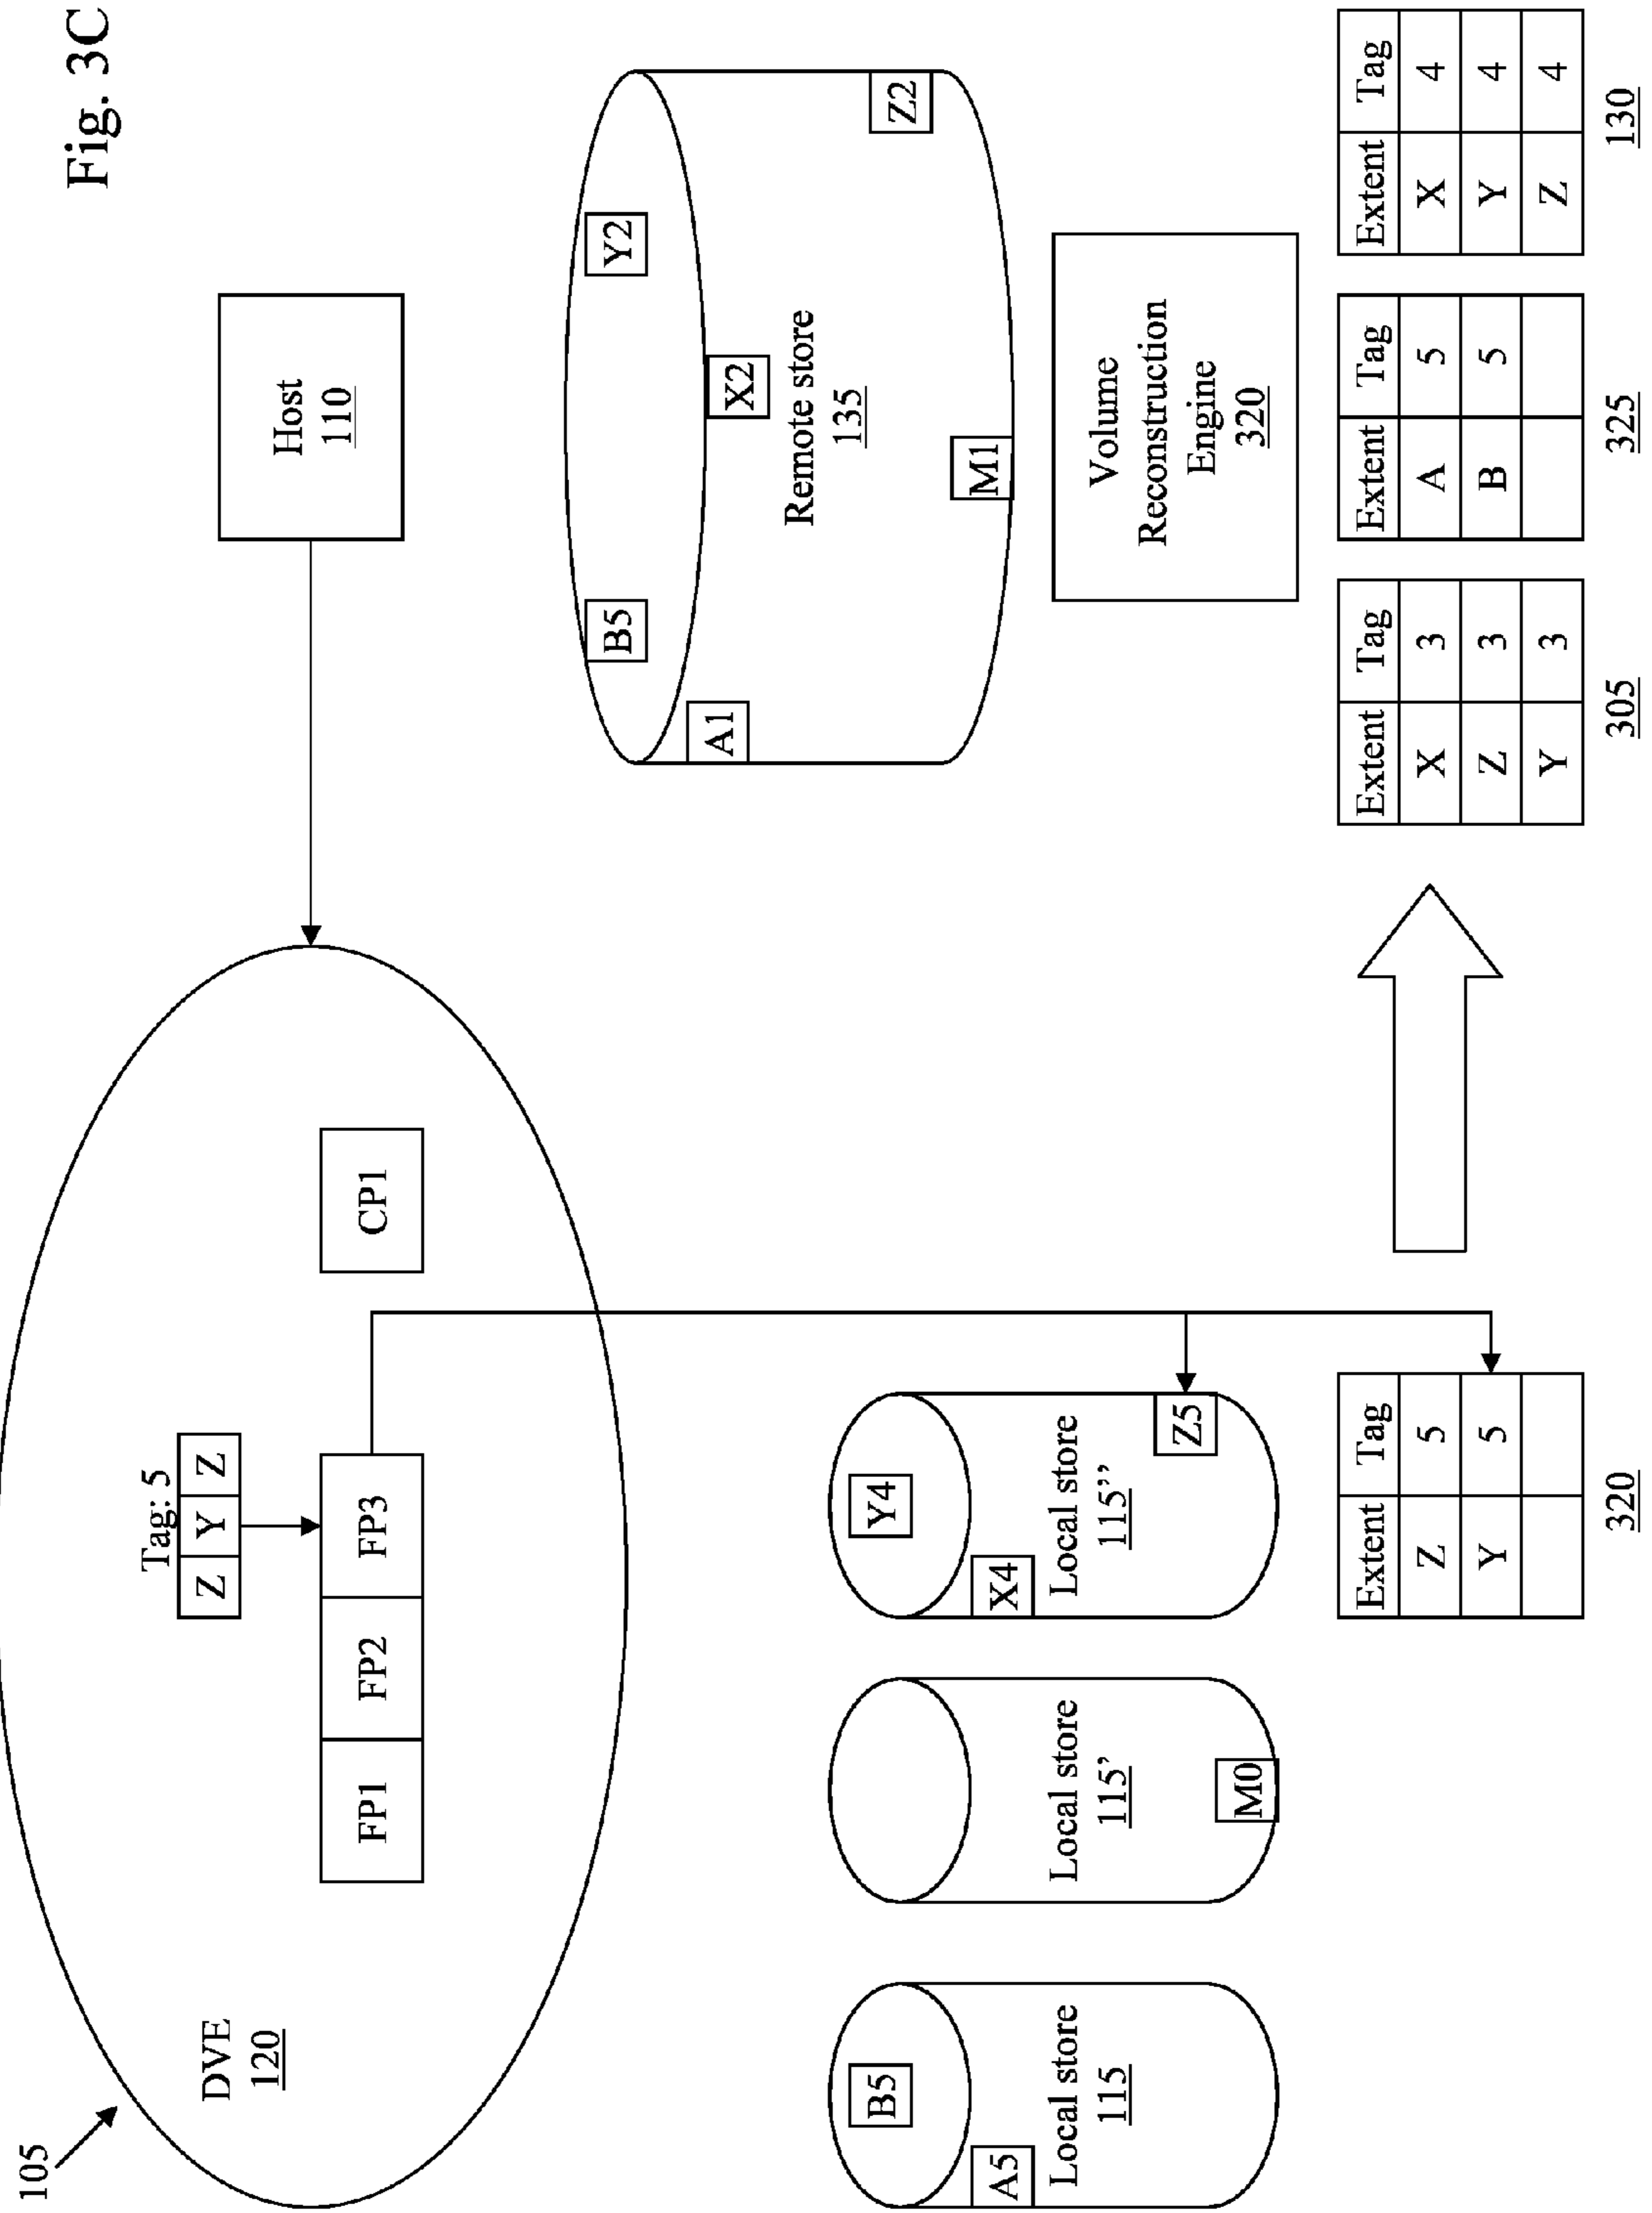 Fig. 3C
105
DVE
120
Tag: 5
Z Y Z
FP1 FP2 FP3
CP1
Host
110
B5
A5
Local store
115
Local store
115’
M0
Y4
X4
Local store
115’’
Z5
B5
Y2
A1
X2
Remote store
135
M1
Z2
Volume
Reconstruction
Engine
320
Extent Tag
Z 5
Y 5
320
Extent Tag
X 3
Z 3
Y 3
305
Extent Tag
A 5
B 5
325
Extent Tag
X 4
Y 4
Z 4
130